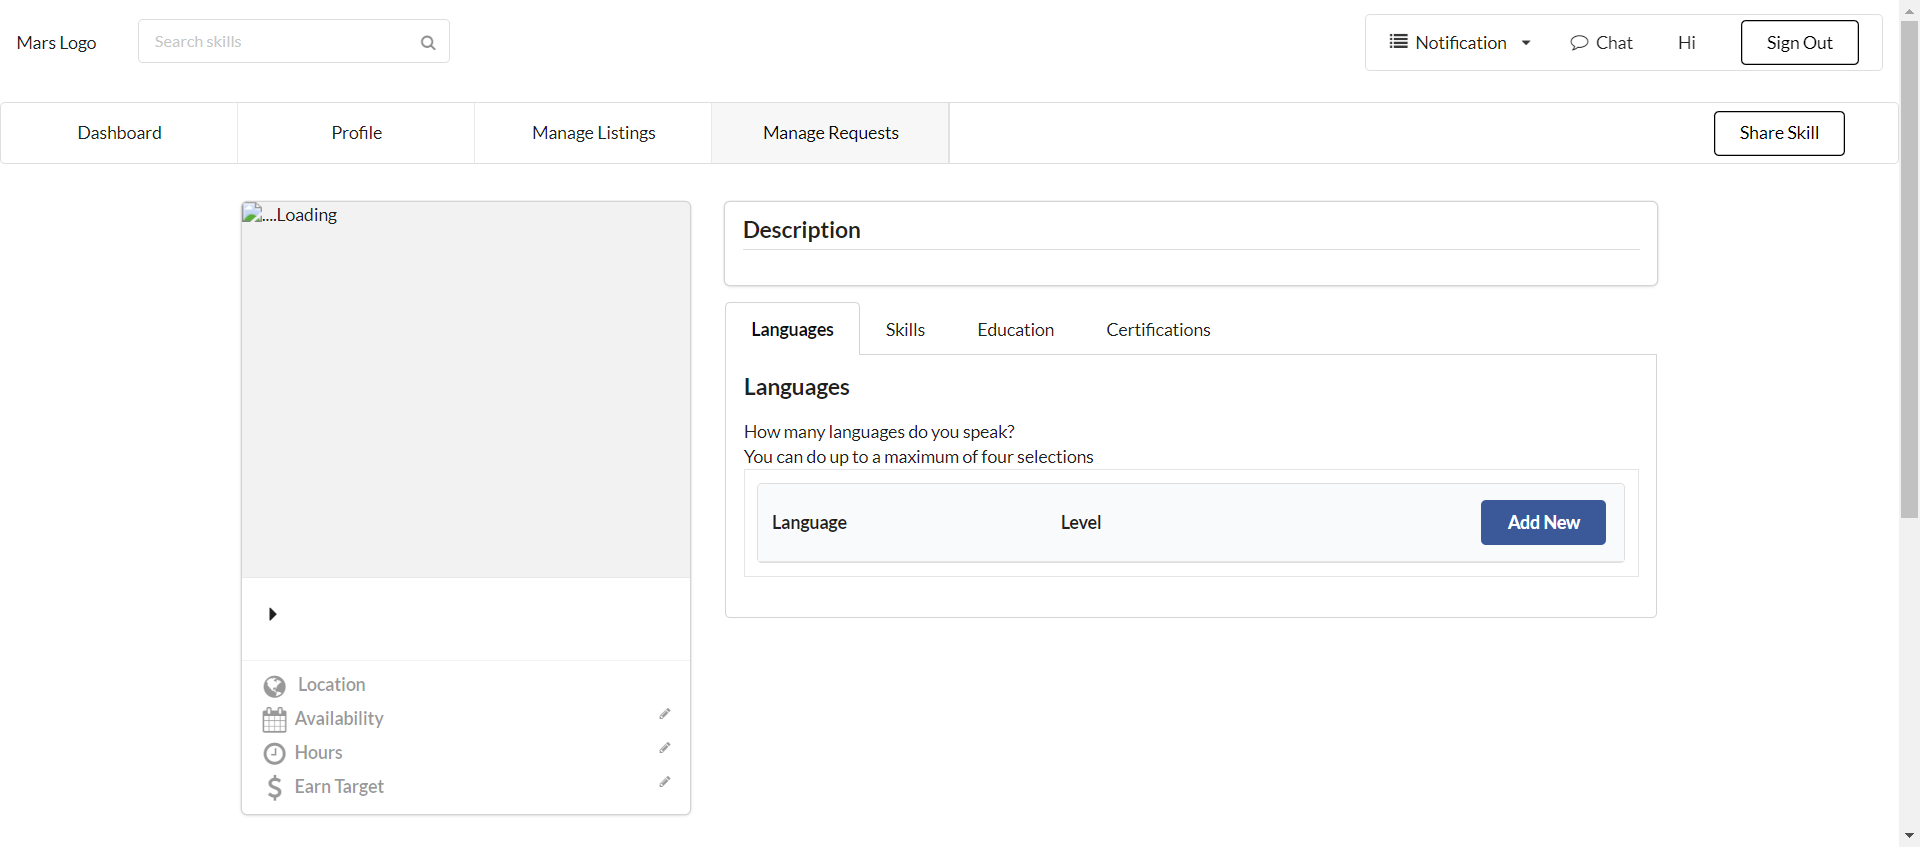 Mars Logo
Search skills
Notification
Chat
Hi
Sign Out
Dashboard
Profile
Manage Listings
Manage Requests
Share Skill
....Loading
Location
Availability
Hours
Earn Target
Description
Languages
Skills
Education
Certifications
Languages
How many languages do you speak?
You can do up to a maximum of four selections
Language
Level
Add New